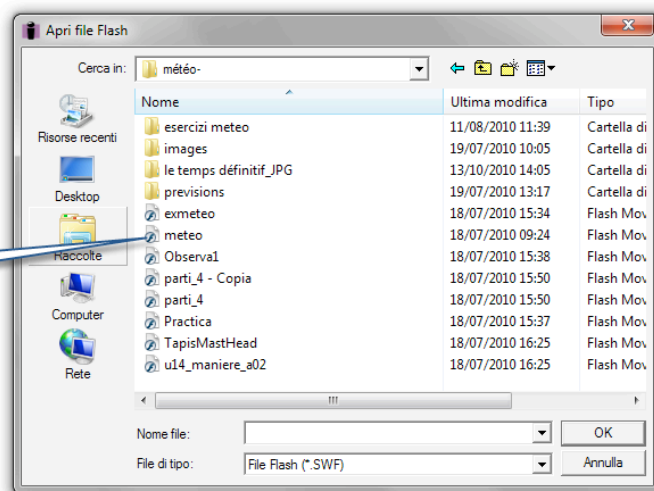 Apri file Flash
Cerca in: météo-
Nome Ultima modifica Tipo
esercizi meteo 11/08/2010 11:39 Cartella di
images 19/07/2010 10:05 Cartella di
le temps définitif_JPG 13/10/2010 14:05 Cartella di
previsions 19/07/2010 13:17 Cartella di
exmeteo 18/07/2010 15:34 Flash Mov
meteo 18/07/2010 09:24 Flash Mov
Observa1 18/07/2010 15:38 Flash Mov
parti_4 - Copia 18/07/2010 15:50 Flash Mov
parti_4 18/07/2010 15:50 Flash Mov
Practica 18/07/2010 15:37 Flash Mov
TapisMastHead 18/07/2010 16:25 Flash Mov
u14_maniere_a02 18/07/2010 16:25 Flash Mov
Risorse recenti
Desktop
Raccolte
Computer
Rete
Nome file: OK
File di tipo: File Flash (*.SWF) Annulla